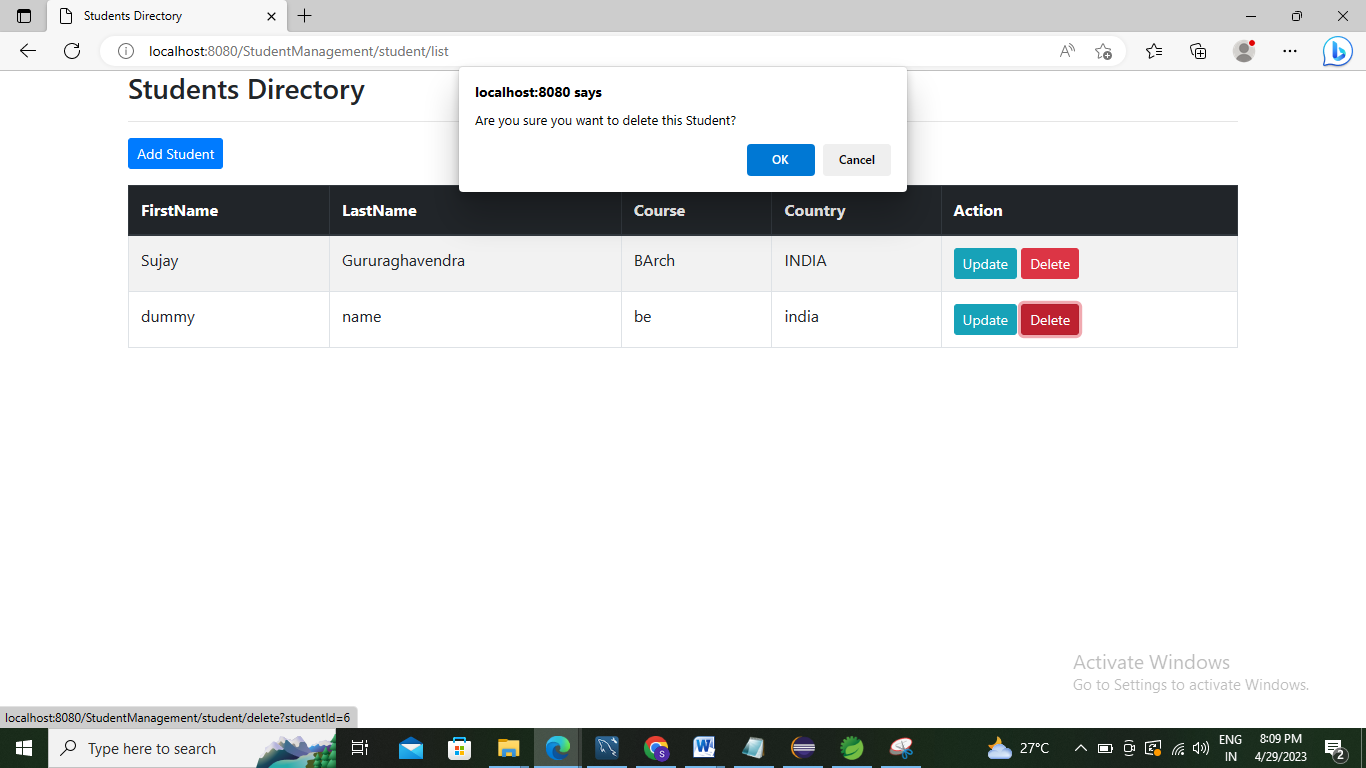 Students Directory
localhost:8080/StudentManagement/student/list
Students Directory
localhost:8080 says
Are you sure you want to delete this Student?
OK Cancel
Add Student
FirstName LastName Course Country Action
Sujay Gururaghavendra BArch INDIA Update Delete
dummy name be india Update Delete
Activate Windows
Go to Settings to activate Windows.
localhost:8080/StudentManagement/student/delete?studentId=6
Type here to search
27°C
ENG
IN
8:09 PM
4/29/2023
2